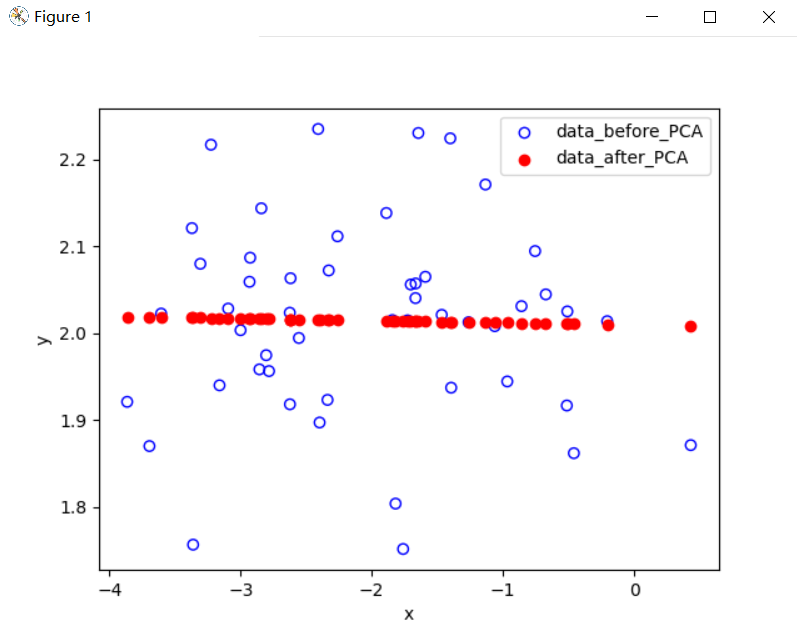 Figure 1
data_before_PCA
data_after_PCA
2.2
2.1
2.0
1.9
1.8
y
−4
−3
−2
−1
0
x